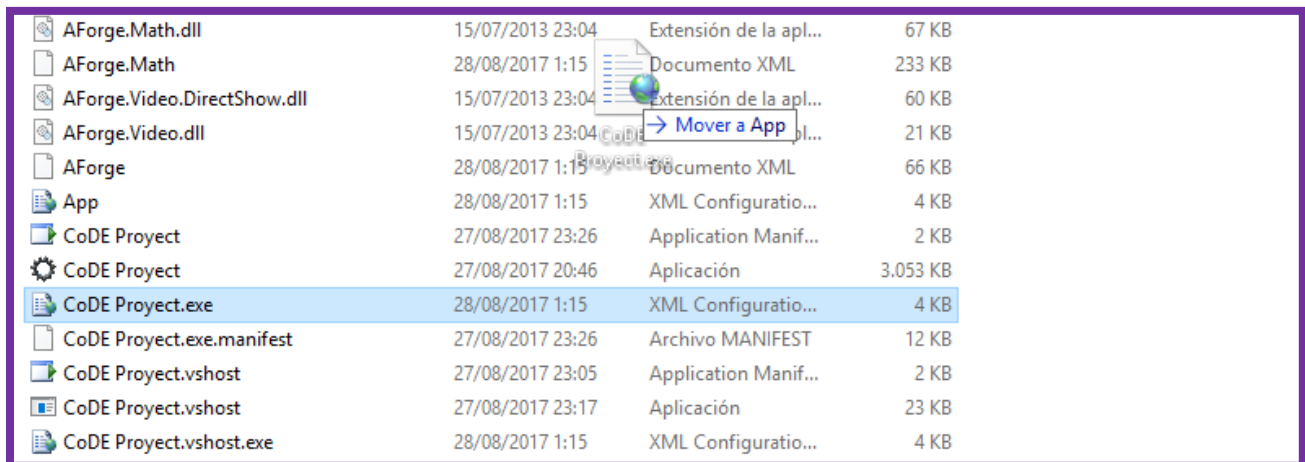 AForge.Math.dll 15/07/2013 23:04 Extensión de la apl... 67 KB
AForge.Math 28/08/2017 1:15 Documento XML 233 KB
AForge.Video.DirectShow.dll 15/07/2013 23:04 Extensión de la apl... 60 KB
AForge.Video.dll 15/07/2013 23:04 pl... 21 KB
CoDE
Proyect.exe
→ Mover a App
AForge 28/08/2017 1:15 Documento XML 66 KB
App 28/08/2017 1:15 XML Configuratio... 4 KB
CoDE Proyect 27/08/2017 23:26 Application Manif... 2 KB
CoDE Proyect 27/08/2017 20:46 Aplicación 3.053 KB
CoDE Proyect.exe 28/08/2017 1:15 XML Configuratio... 4 KB
CoDE Proyect.exe.manifest 27/08/2017 23:26 Archivo MANIFEST 12 KB
CoDE Proyect.vshost 27/08/2017 23:05 Application Manif... 2 KB
CoDE Proyect.vshost 27/08/2017 23:17 Aplicación 23 KB
CoDE Proyect.vshost.exe 28/08/2017 1:15 XML Configuratio... 4 KB